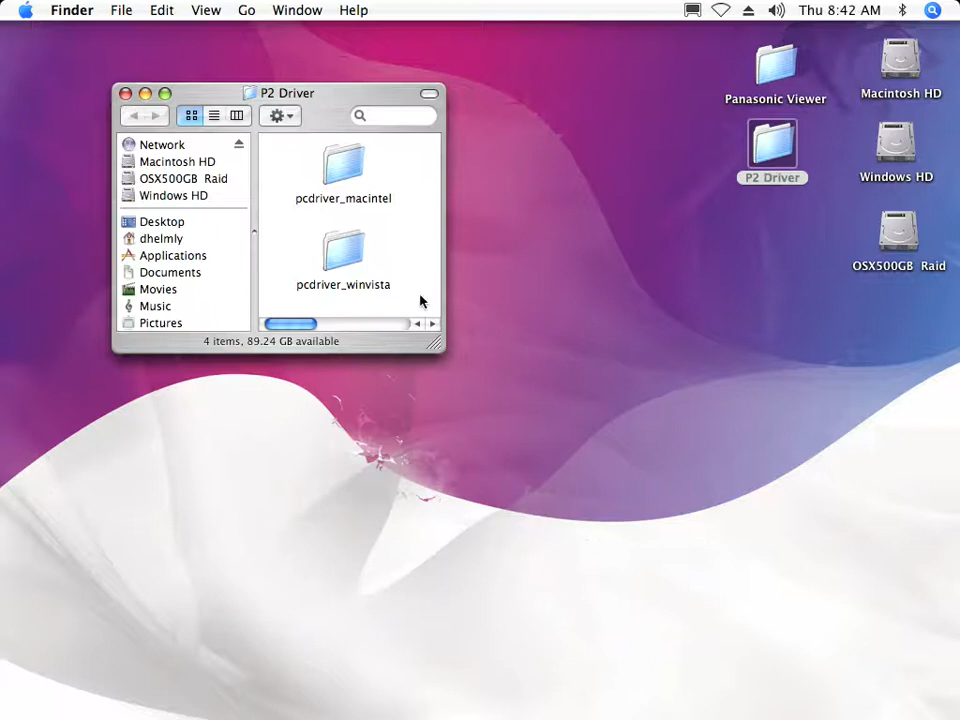 Finder File Edit View Go Window Help Thu 8:42 AM
P2 Driver
Network
Macintosh HD
OSX500GB Raid
Windows HD
Desktop
dhelmly
Applications
Documents
Movies
Music
Pictures
pcdriver_macintel
pcdriver_winvista
4 items, 89.24 GB available
Panasonic Viewer
Macintosh HD
P2 Driver
Windows HD
OSX500GB Raid